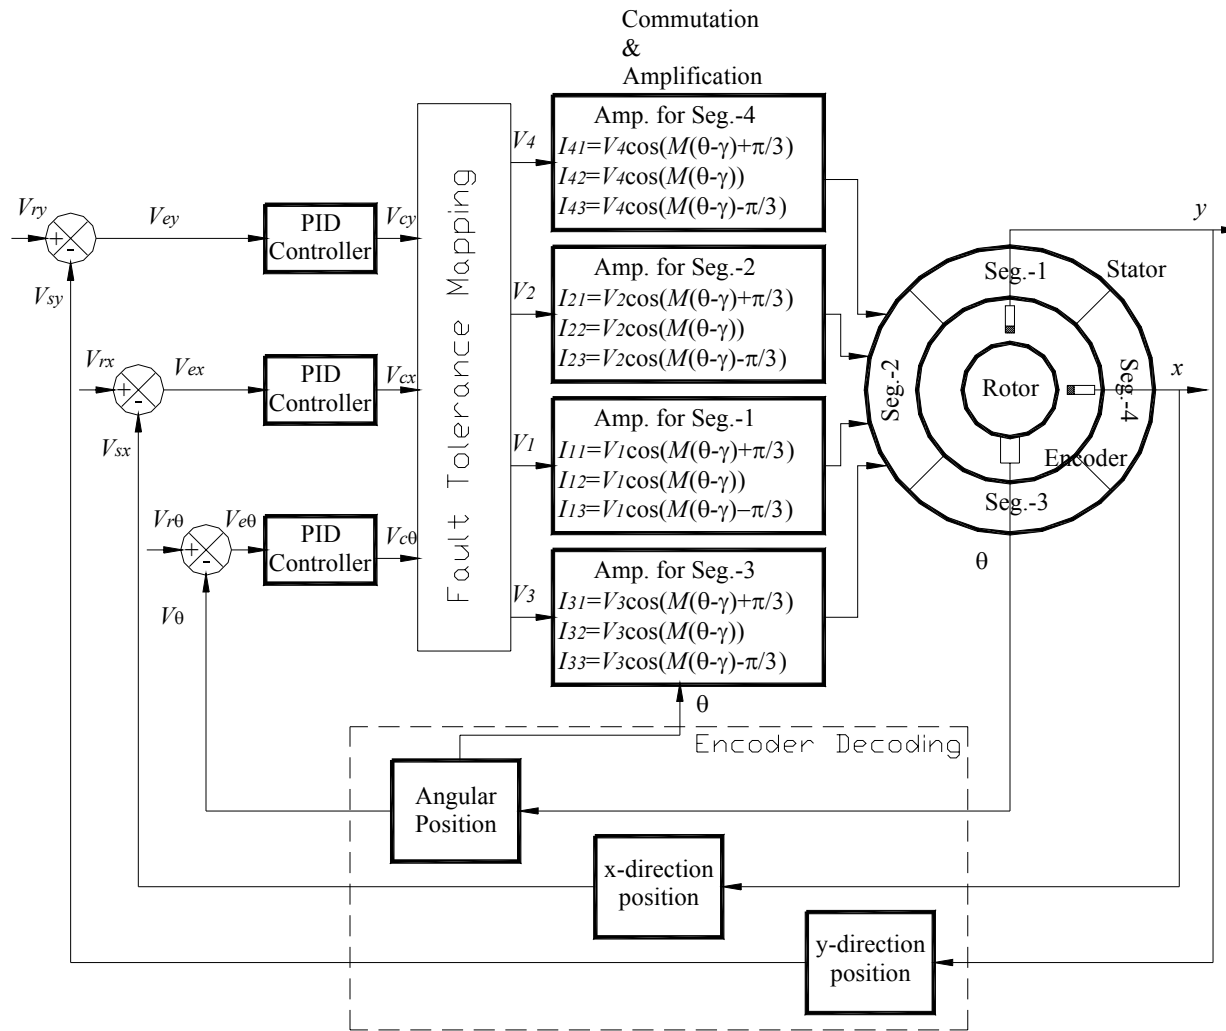 Commutation
&
Amplification
Amp. for Seg.-4
I41=V4cos(M(θ-γ)+π/3)
I42=V4cos(M(θ-γ))
I43=V4cos(M(θ-γ)-π/3)
V4
Vry
+
-
Vey
PID
Controller
Vcy
Vsy
Fault Tolerance Mapping
Amp. for Seg.-2
I21=V2cos(M(θ-γ)+π/3)
I22=V2cos(M(θ-γ))
I23=V2cos(M(θ-γ)-π/3)
V2
y
Seg.-1
Stator
Seg.-2
Rotor
Seg.-4
x
Encoder
Seg.-3
θ
Vrx
+
-
Vex
PID
Controller
Vcx
Vsx
V1
Amp. for Seg.-1
I11=V1cos(M(θ-γ)+π/3)
I12=V1cos(M(θ-γ))
I13=V1cos(M(θ-γ)−π/3)
Vrθ
+
-
Veθ
PID
Controller
Vcθ
Vθ
V3
Amp. for Seg.-3
I31=V3cos(M(θ-γ)+π/3)
I32=V3cos(M(θ-γ))
I33=V3cos(M(θ-γ)-π/3)
θ
Encoder Decoding
Angular
Position
x-direction
position
y-direction
position